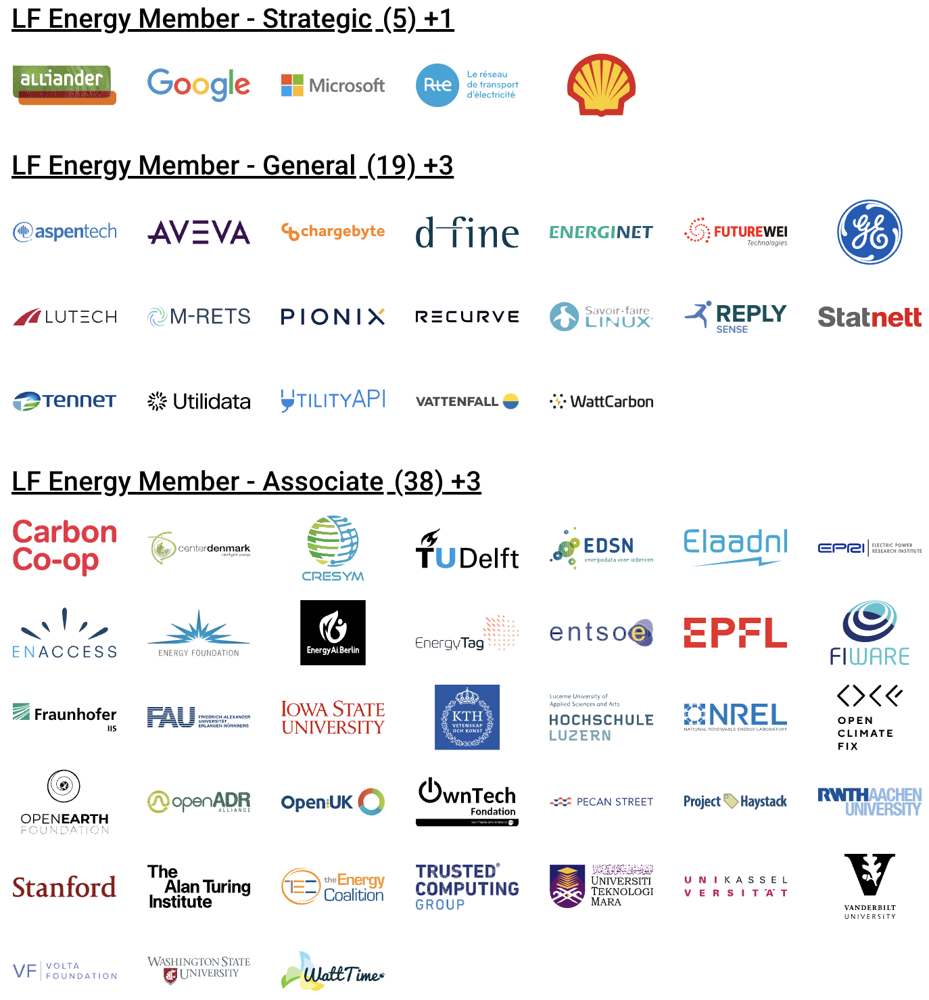 LF Energy Member - Strategic (5) +1
alliander
Google
Microsoft
Rte
Le réseau
de transport
d'électricité
LF Energy Member - General (19) +3
aspentech
AVEVA
chargebyte
d-fine
ENERGINET
FUTUREWEI
Technologies
GE
LUTECH
M-RETS
PIONIX
RECURVE
Savoir-faire
LINUX
REPLY
SENSE
Statnett
TenneT
Utilidata
UtilityAPI
VATTENFALL
WattCarbon
LF Energy Member - Associate (38) +3
Carbon
Co-op
centerdenmark
intelligent energy
CRESYM
TUDelft
EDSN
energiedata voor iedereen
Elaadnl
EPRI
ELECTRIC POWER
RESEARCH INSTITUTE
ENACCESS
ENERGY FOUNDATION
EnergyAi.Berlin
EnergyTag
entsoe
EPFL
FIWARE
Fraunhofer
IIS
FAU
FRIEDRICH-ALEXANDER
UNIVERSITÄT
ERLANGEN-NÜRNBERG
IOWA STATE
UNIVERSITY
KTH
VETENSKAP
OCH KONST
Lucerne University of
Applied Sciences and Arts
HOCHSCHULE
LUZERN
NREL
NATIONAL RENEWABLE ENERGY LABORATORY
OPEN
CLIMATE
FIX
OPENEARTH
FOUNDATION
openADR
ALLIANCE
Open:UK
OwnTech
Fondation
PECAN STREET
Project Haystack
RWTHAACHEN
UNIVERSITY
Stanford
The
Alan Turing
Institute
TEC
the Energy
Coalition
TRUSTED®
COMPUTING
GROUP
UNIVERSITI
TEKNOLOGI
MARA
UNIKASSEL
VERSITÄT
V
VANDERBILT
UNIVERSITY
VF
VOLTA
FOUNDATION
WASHINGTON STATE
UNIVERSITY
WattTime